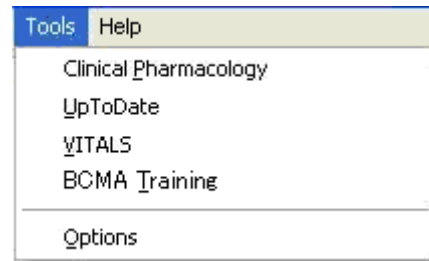 Tools Help
Clinical Pharmacology
UpToDate
VITALS
BCMA Training
Options